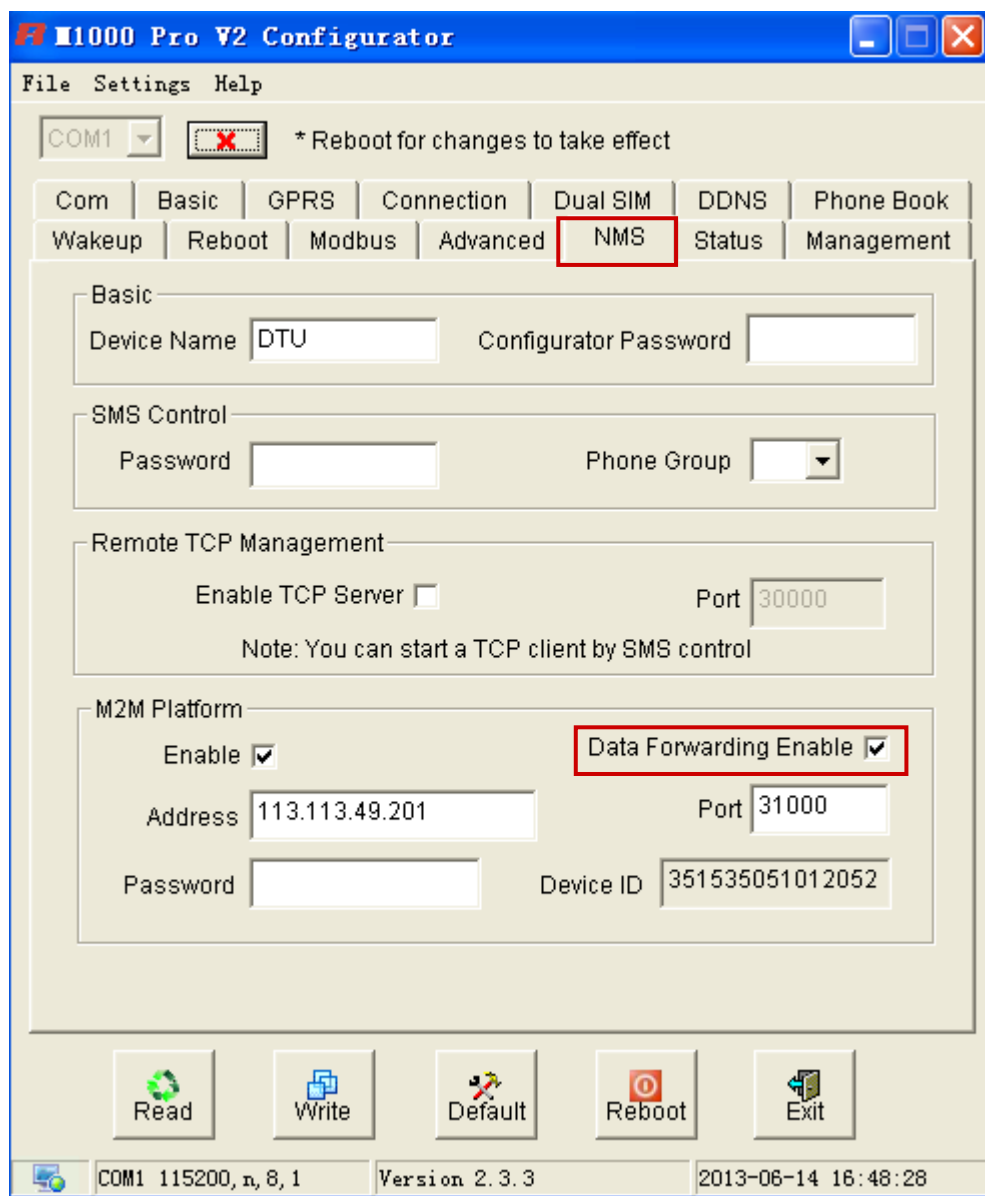 M1000 Pro V2 Configurator
File Settings Help
COM1 * Reboot for changes to take effect
Com Basic GPRS Connection Dual SIM DDNS Phone Book
Wakeup Reboot Modbus Advanced NMS Status Management
Basic
Device Name DTU Configurator Password
SMS Control
Password Phone Group
Remote TCP Management
Enable TCP Server Port 30000
Note: You can start a TCP client by SMS control
M2M Platform
Enable Data Forwarding Enable
Address 113.113.49.201 Port 31000
Password Device ID 351535051012052
Read Write Default Reboot Exit
COM1 115200,n,8,1 Version 2.3.3 2013-06-14 16:48:28